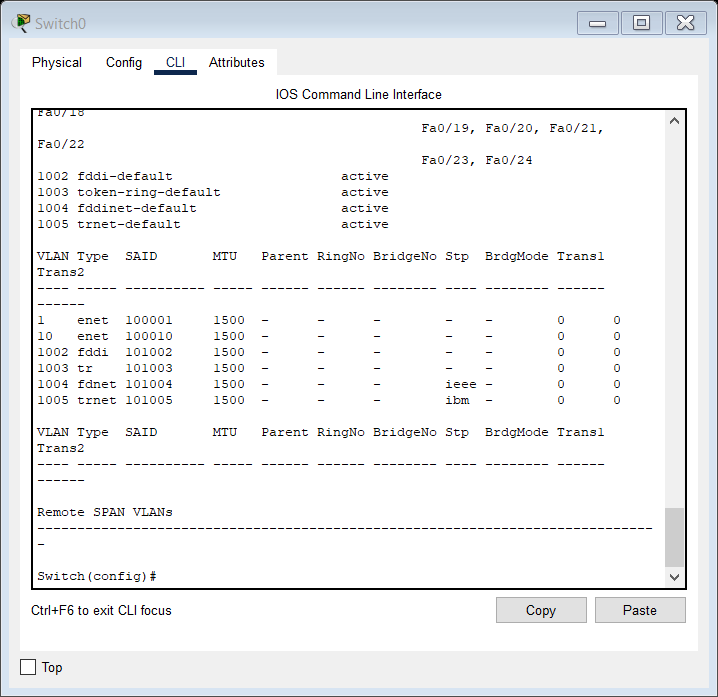 Switch0
Physical Config CLI Attributes
IOS Command Line Interface
Fa0/18
Fa0/19, Fa0/20, Fa0/21,
Fa0/22
Fa0/23, Fa0/24
1002 fddi-default active
1003 token-ring-default active
1004 fddinet-default active
1005 trnet-default active
VLAN Type SAID MTU Parent RingNo BridgeNo Stp BrdgMode Trans1
Trans2
---- ----- ---------- ----- ------ ------ -------- ---- -------- ------
------
1 enet 100001 1500 - - - - - 0 0
10 enet 100010 1500 - - - - - 0 0
1002 fddi 101002 1500 - - - - - 0 0
1003 tr 101003 1500 - - - - - 0 0
1004 fdnet 101004 1500 - - - ieee - 0 0
1005 trnet 101005 1500 - - - ibm - 0 0
VLAN Type SAID MTU Parent RingNo BridgeNo Stp BrdgMode Trans1
Trans2
---- ----- ---------- ----- ------ ------ -------- ---- -------- ------
------
Remote SPAN VLANs
------------------------------------------------------------------------------
-
Switch(config)#
Ctrl+F6 to exit CLI focus
Copy Paste
Top